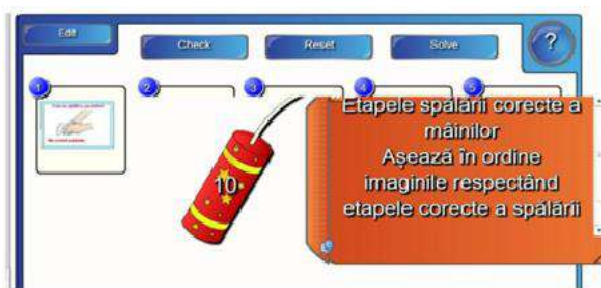 Edit
Check
Reset
Solve
?
1
2
3
4
5
10
Etapele spălării corecte a
mâinilor
Așează în ordine
imaginile respectând
etapele corecte a spălării